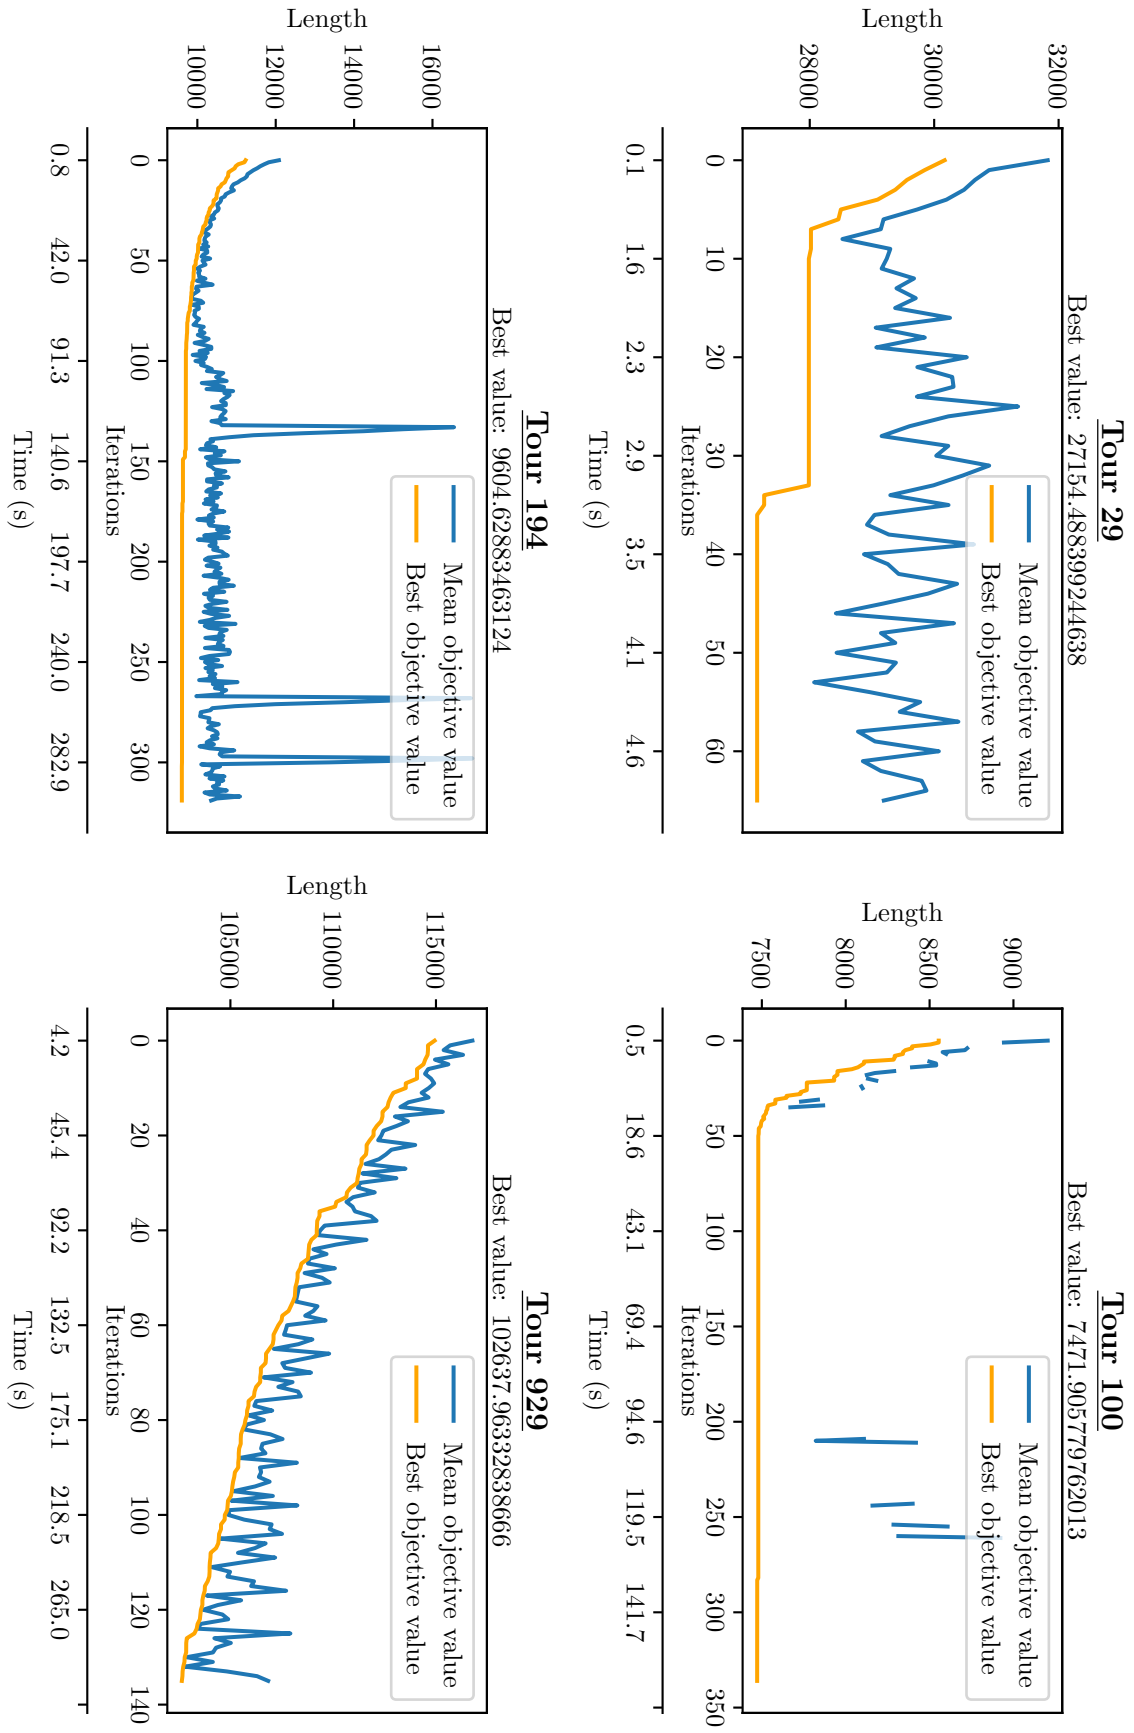 Tour 29
Best value: 27154.488399244638
Length
28000
30000
32000
0
10
20
30
40
50
60
Iterations
0.1
1.6
2.3
2.9
3.5
4.1
4.6
Time (s)
Mean objective value
Best objective value
Tour 100
Best value: 7471.905779762013
Length
7500
8000
8500
9000
0
50
100
150
200
250
300
350
Iterations
0.5
18.6
43.1
69.4
94.6
119.5
141.7
Time (s)
Mean objective value
Best objective value
Tour 194
Best value: 9604.628834463124
Length
10000
12000
14000
16000
0
50
100
150
200
250
300
Iterations
0.8
42.0
91.3
140.6
197.7
240.0
282.9
Time (s)
Mean objective value
Best objective value
Tour 929
Best value: 102637.96332838666
Length
105000
110000
115000
0
20
40
60
80
100
120
140
Iterations
4.2
45.4
92.2
132.5
175.1
218.5
265.0
Time (s)
Mean objective value
Best objective value